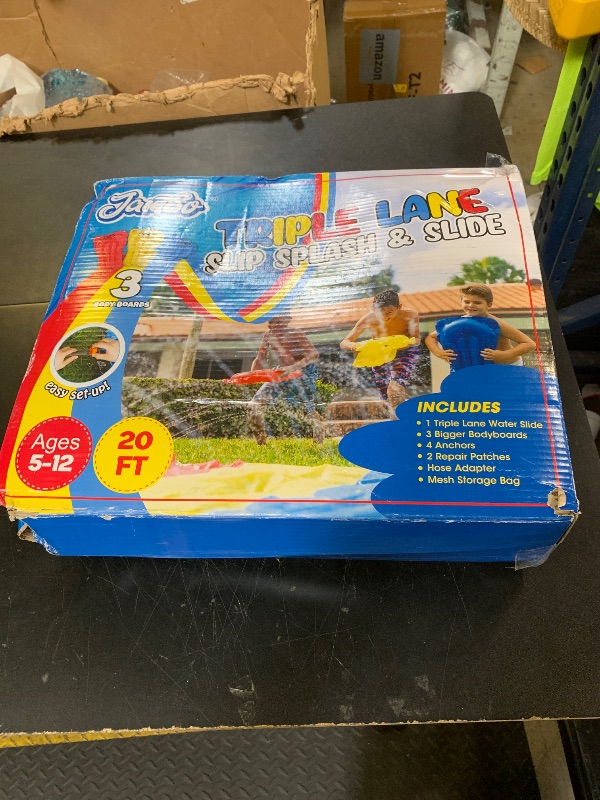 amazon
TRIPLE LANE
SLIP SPLASH & SLIDE
3
BODY BOARDS
easy set-up!
Ages
5-12
20
FT
INCLUDES
• 1 Triple Lane Water Slide
• 3 Bigger Bodyboards
• 4 Anchors
• 2 Repair Patches
• Hose Adapter
• Mesh Storage Bag